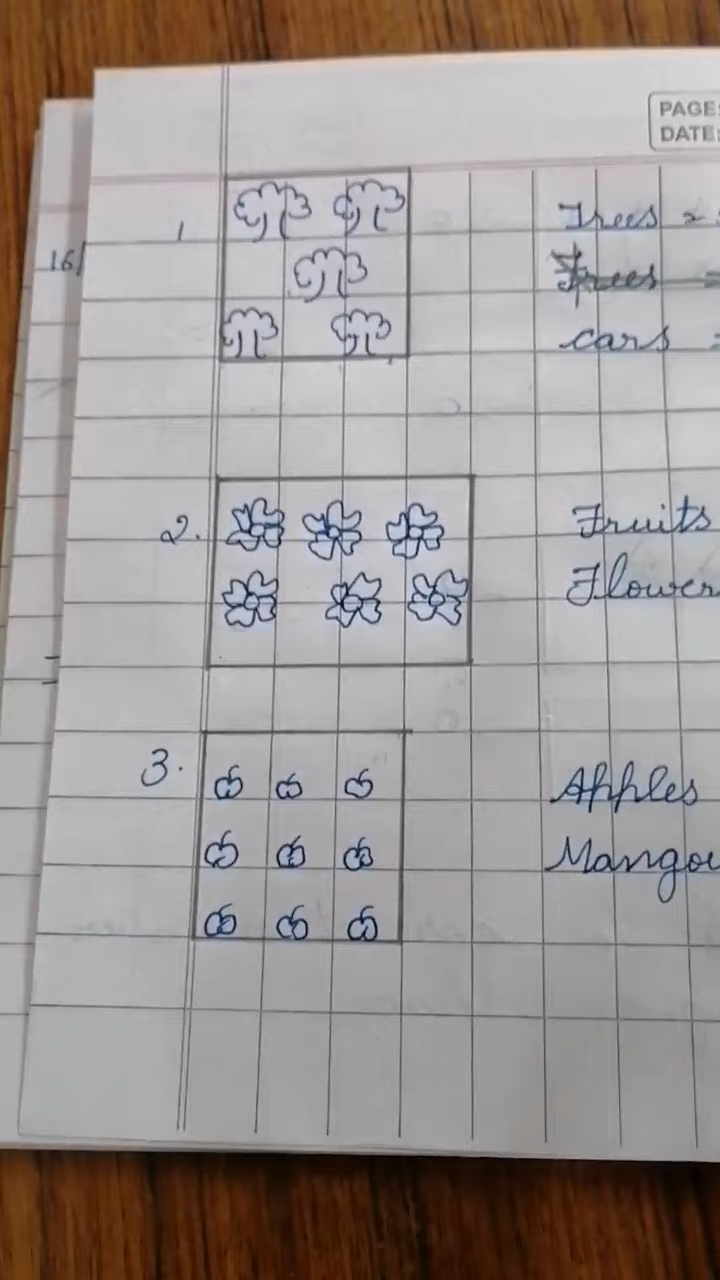 PAGE:
DATE:
16/
1 Trees =
Trees =
cars =
2. Fruits
Flower
3. Apples
Mangoe